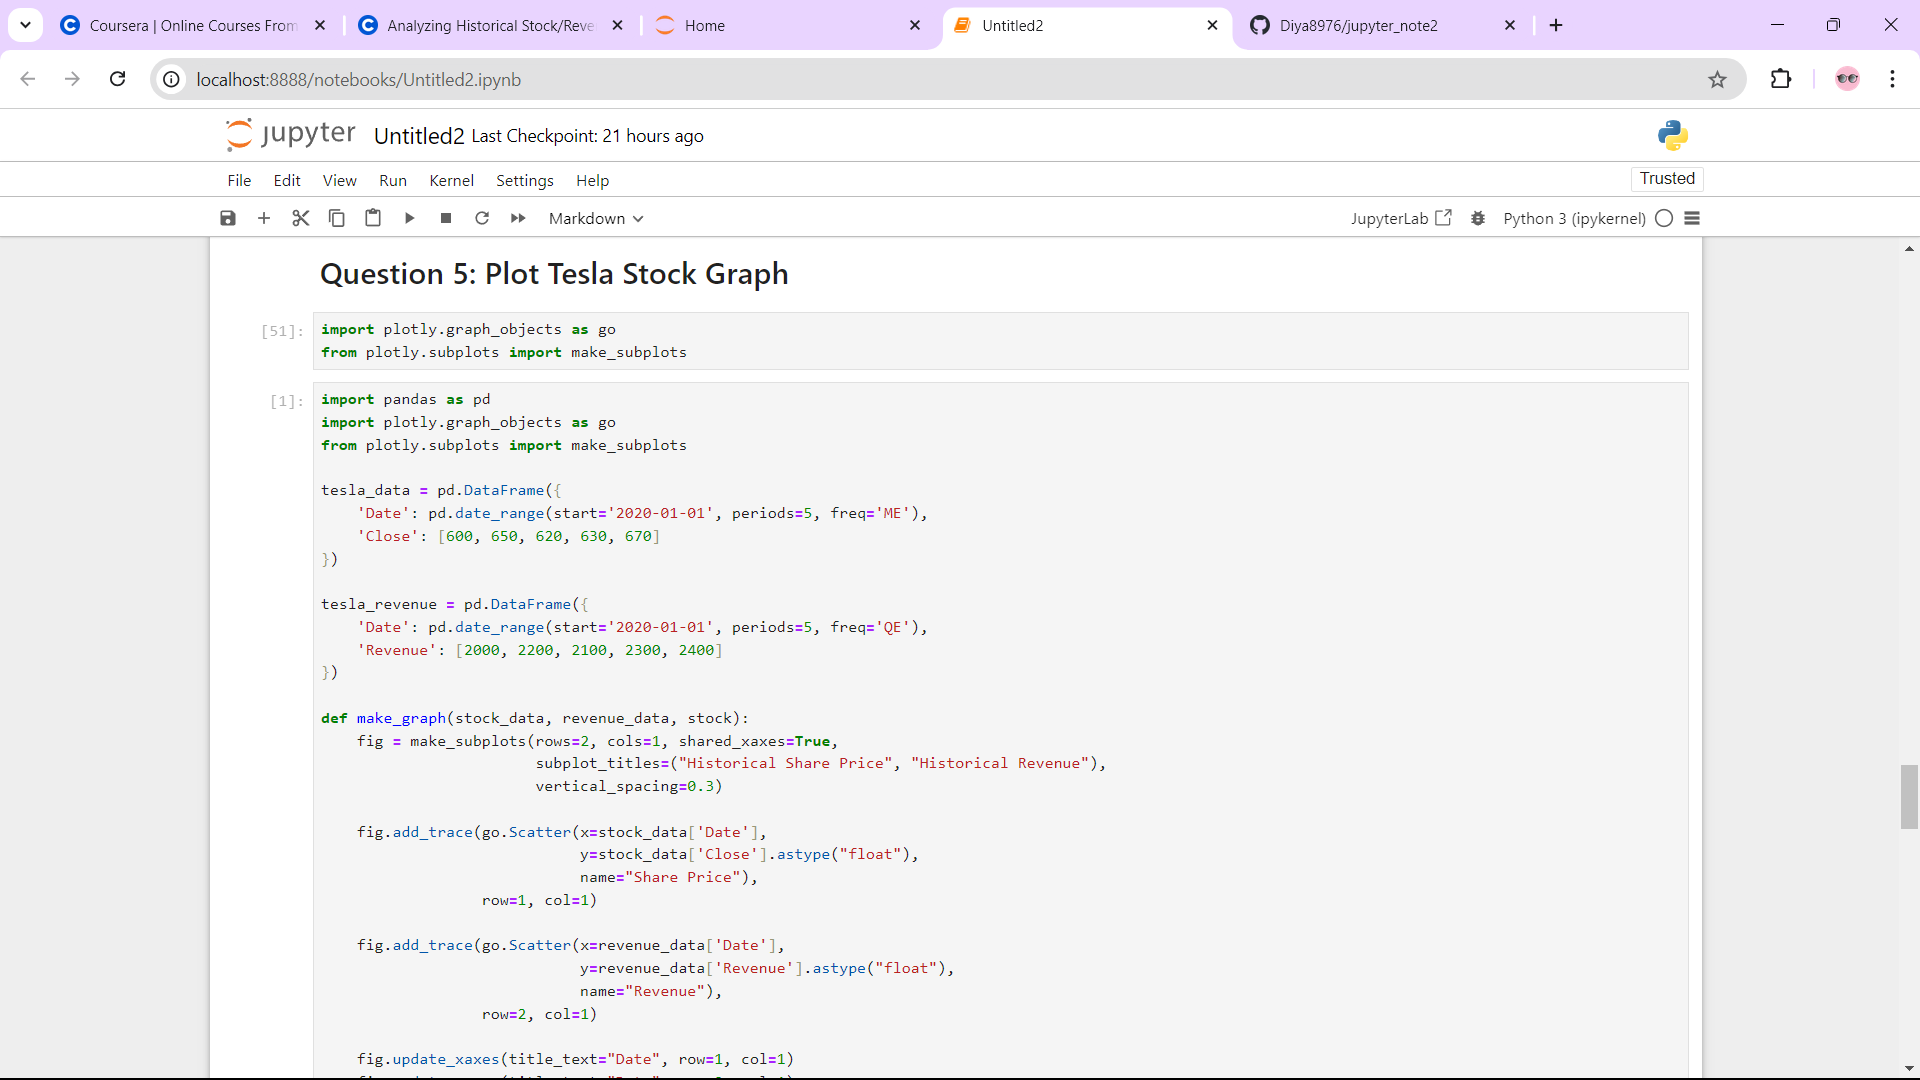 Coursera | Online Courses From
Analyzing Historical Stock/Reve
Home
Untitled2
Diya8976/jupyter_note2
localhost:8888/notebooks/Untitled2.ipynb
jupyter Untitled2 Last Checkpoint: 21 hours ago
File Edit View Run Kernel Settings Help
Trusted
Markdown
JupyterLab
Python 3 (ipykernel)
Question 5: Plot Tesla Stock Graph
[51]:
import plotly.graph_objects as go
from plotly.subplots import make_subplots
[1]:
import pandas as pd
import plotly.graph_objects as go
from plotly.subplots import make_subplots
tesla_data = pd.DataFrame({
    'Date': pd.date_range(start='2020-01-01', periods=5, freq='ME'),
    'Close': [600, 650, 620, 630, 670]
})
tesla_revenue = pd.DataFrame({
    'Date': pd.date_range(start='2020-01-01', periods=5, freq='QE'),
    'Revenue': [2000, 2200, 2100, 2300, 2400]
})
def make_graph(stock_data, revenue_data, stock):
    fig = make_subplots(rows=2, cols=1, shared_xaxes=True,
                        subplot_titles=("Historical Share Price", "Historical Revenue"),
                        vertical_spacing=0.3)
    fig.add_trace(go.Scatter(x=stock_data['Date'],
                             y=stock_data['Close'].astype("float"),
                             name="Share Price"),
                  row=1, col=1)
    fig.add_trace(go.Scatter(x=revenue_data['Date'],
                             y=revenue_data['Revenue'].astype("float"),
                             name="Revenue"),
                  row=2, col=1)
    fig.update_xaxes(title_text="Date", row=1, col=1)